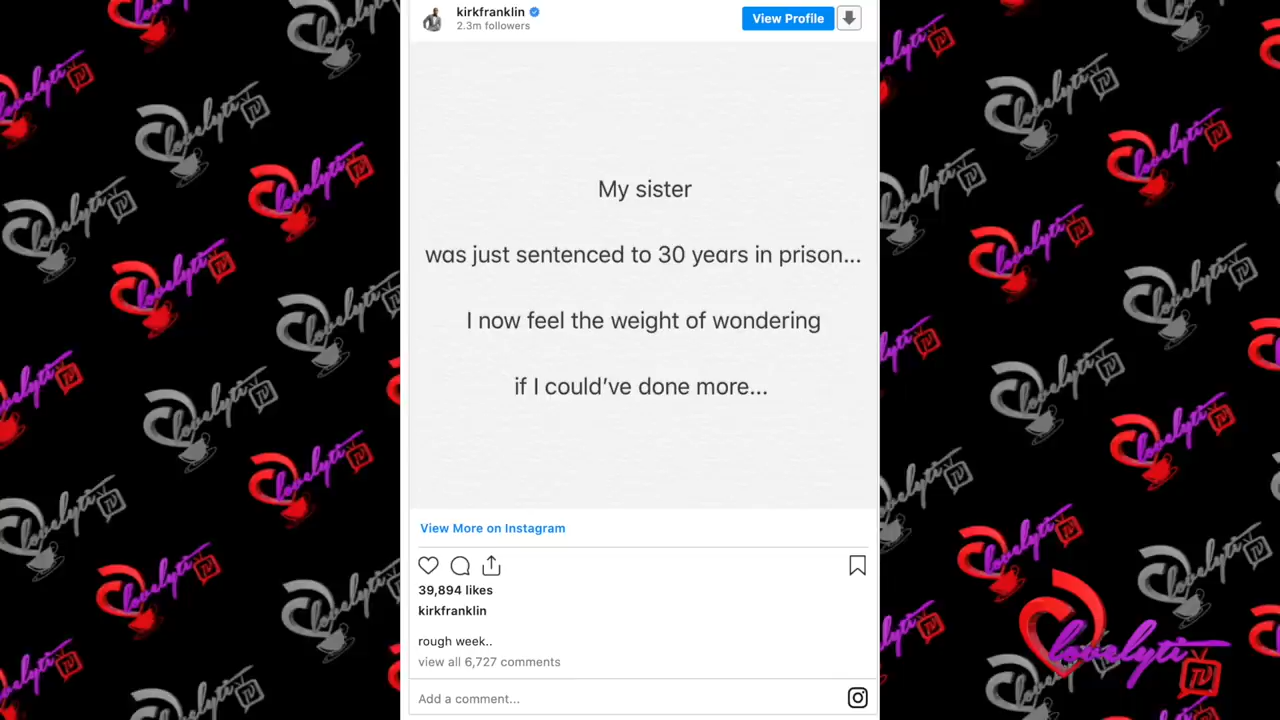 kirkfranklin
2.3m followers
View Profile
My sister
was just sentenced to 30 years in prison...
I now feel the weight of wondering
if I could’ve done more...
View More on Instagram
39,894 likes
kirkfranklin
rough week..
view all 6,727 comments
Add a comment...
Lovelyti TV